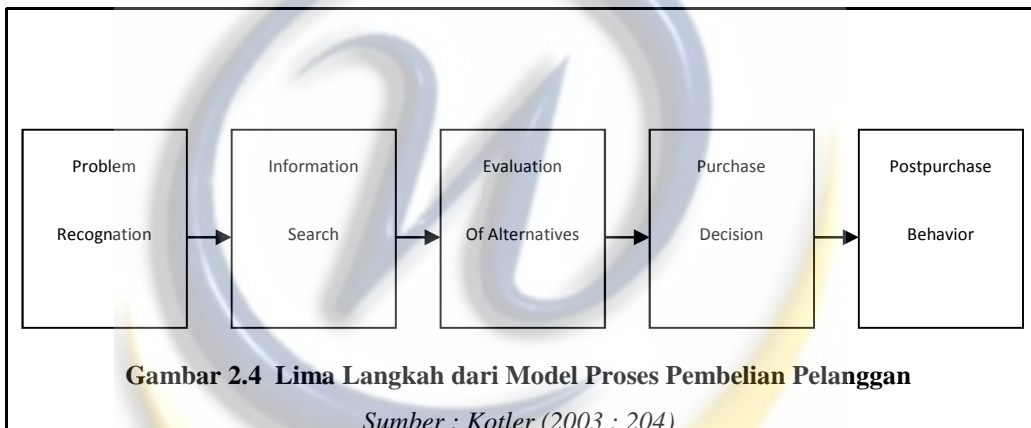 Problem
Recognation
Information
Search
Evaluation
Of Alternatives
Purchase
Decision
Postpurchase
Behavior
Gambar 2.4 Lima Langkah dari Model Proses Pembelian Pelanggan
Sumber : Kotler (2003 : 204)